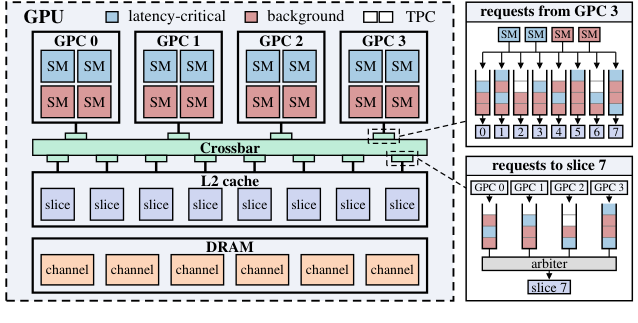 GPU
latency-critical
background
TPC
GPC 0 GPC 1 GPC 2 GPC 3
SM SM SM SM SM SM SM SM
SM SM SM SM SM SM SM SM
Crossbar
L2 cache
slice slice slice slice slice slice slice slice
DRAM
channel channel channel channel channel channel
requests from GPC 3
SM SM SM SM
0 1 2 3 4 5 6 7
requests to slice 7
GPC 0 GPC 1 GPC 2 GPC 3
arbiter
slice 7